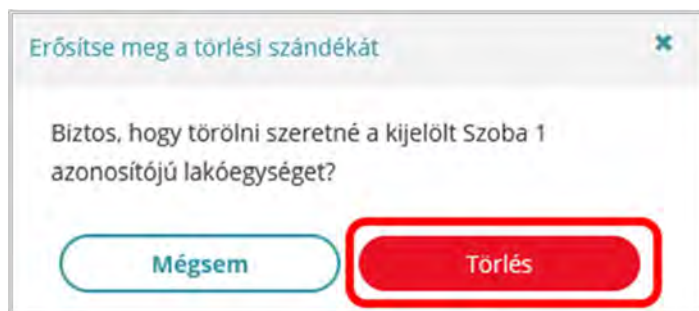 Erősítse meg a törlési szándékát
Biztos, hogy törölni szeretné a kijelölt Szoba 1
azonosítójú lakóegységet?
Mégsem
Törlés